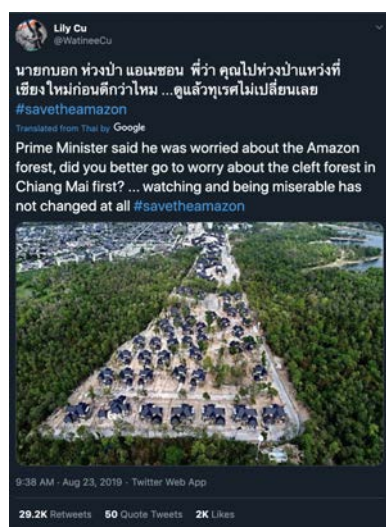 Lily Cu
@WatineeCu
นายกบอก ห่วงป่า แอเมซอน พี่ว่า คุณไปห่วงป่าแหว่งที่
เชียงใหม่ก่อนดีกว่าไหม ...ดูแล้วทุเรศไม่เปลี่ยนเลย
#savetheamazon
Translated from Thai by Google
Prime Minister said he was worried about the Amazon
forest, did you better go to worry about the cleft forest in
Chiang Mai first? ... watching and being miserable has
not changed at all #savetheamazon
9:38 AM · Aug 23, 2019 · Twitter Web App
29.2K Retweets 50 Quote Tweets 2K Likes